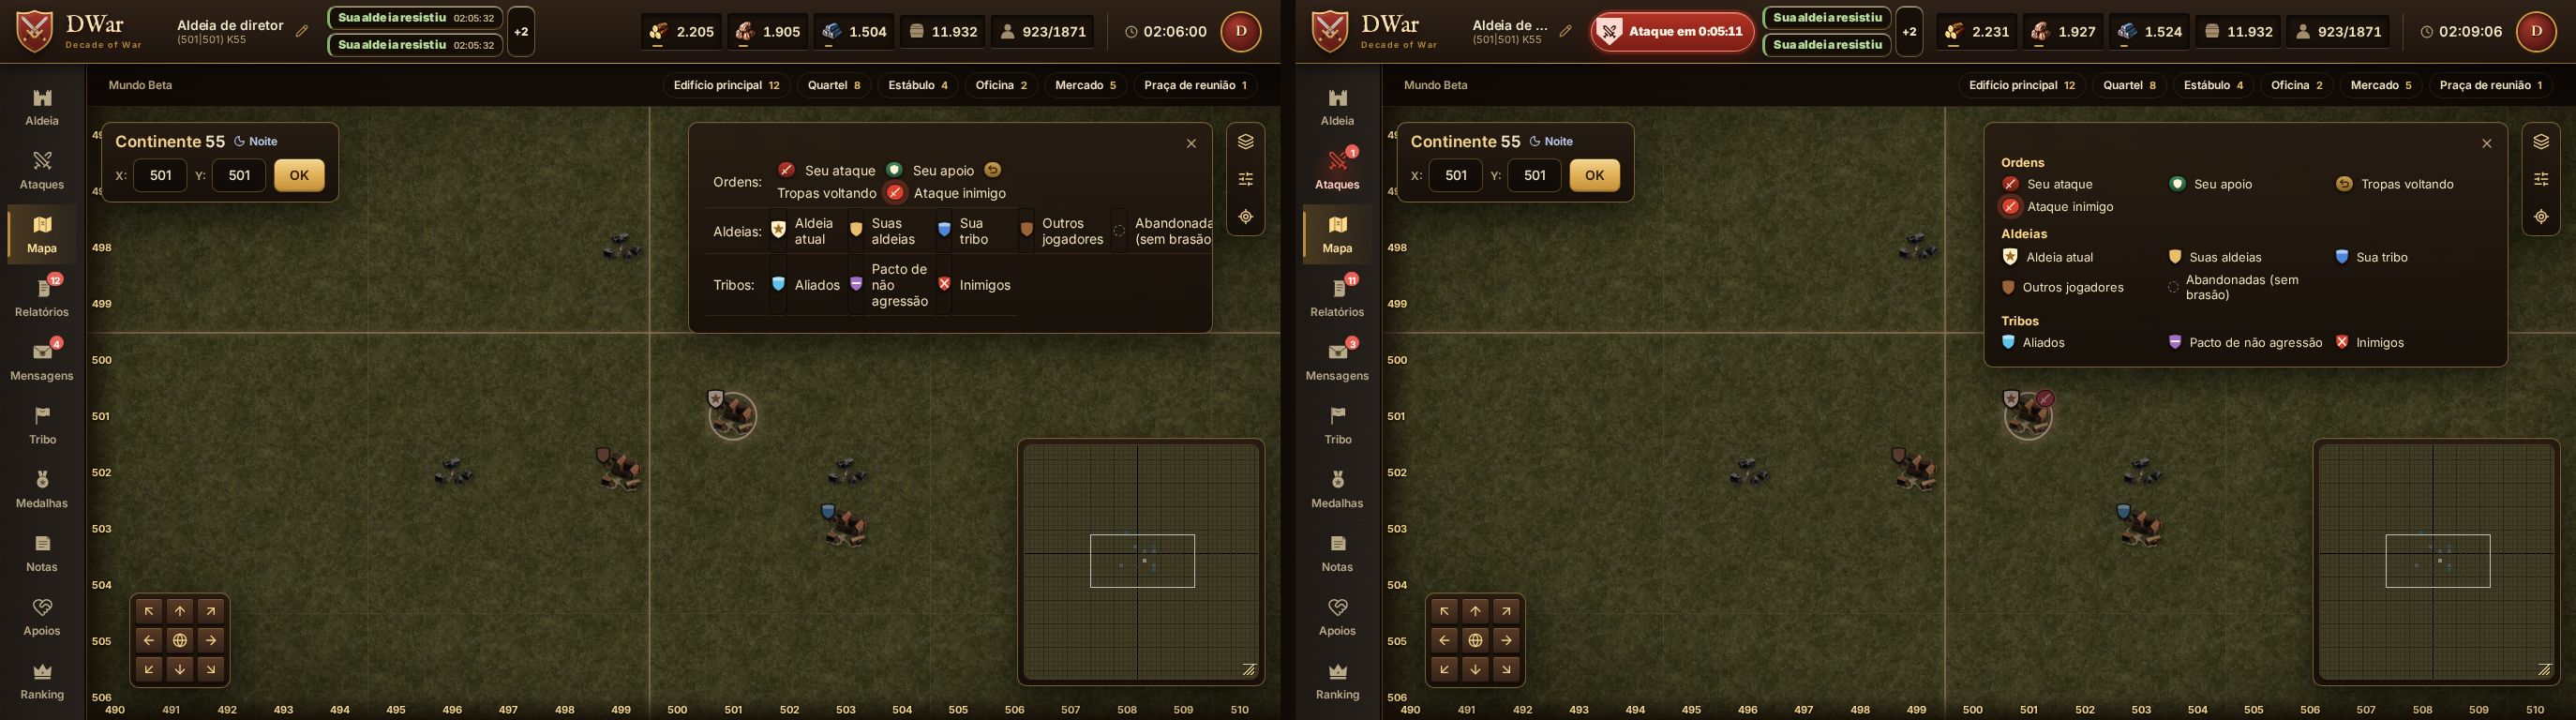 DWar
Decade of War
Aldeia de diretor
(501|501) K55
Sua aldeia resistiu 02:05:32
Sua aldeia resistiu 02:05:32
+2
2.205
1.905
1.504
11.932
923/1871
02:06:00
D
Mundo Beta
Edifício principal 12
Quartel 8
Estábulo 4
Oficina 2
Mercado 5
Praça de reunião 1
Aldeia
Ataques
Mapa
12
Relatórios
4
Mensagens
Tribo
Medalhas
Notas
Apoios
Ranking
Continente 55 Noite
X: 501 Y: 501 OK
Ordens:
Seu ataque
Seu apoio
Tropas voltando
Ataque inimigo
Aldeias:
Aldeia atual
Suas aldeias
Sua tribo
Outros jogadores
Abandonada
(sem brasão
Tribos:
Aliados
Pacto de não agressão
Inimigos
498
499
500
501
502
503
504
505
506
490 491 492 493 494 495 496 497 498 499 500 501 502 503 504 505 506 507 508 509 510
DWar
Decade of War
Aldeia de ...
(501|501) K55
Ataque em 0:05:11
Sua aldeia resistiu
Sua aldeia resistiu
+2
2.231
1.927
1.524
11.932
923/1871
02:09:06
D
Mundo Beta
Edifício principal 12
Quartel 8
Estábulo 4
Oficina 2
Mercado 5
Praça de reunião 1
Aldeia
1
Ataques
Mapa
11
Relatórios
3
Mensagens
Tribo
Medalhas
Notas
Apoios
Ranking
Continente 55 Noite
X: 501 Y: 501 OK
Ordens
Seu ataque
Seu apoio
Tropas voltando
Ataque inimigo
Aldeias
Aldeia atual
Suas aldeias
Sua tribo
Outros jogadores
Abandonadas (sem
brasão)
Tribos
Aliados
Pacto de não agressão
Inimigos
498
499
500
501
502
503
504
505
506
490 491 492 493 494 495 496 497 498 499 500 501 502 503 504 505 506 507 508 509 510